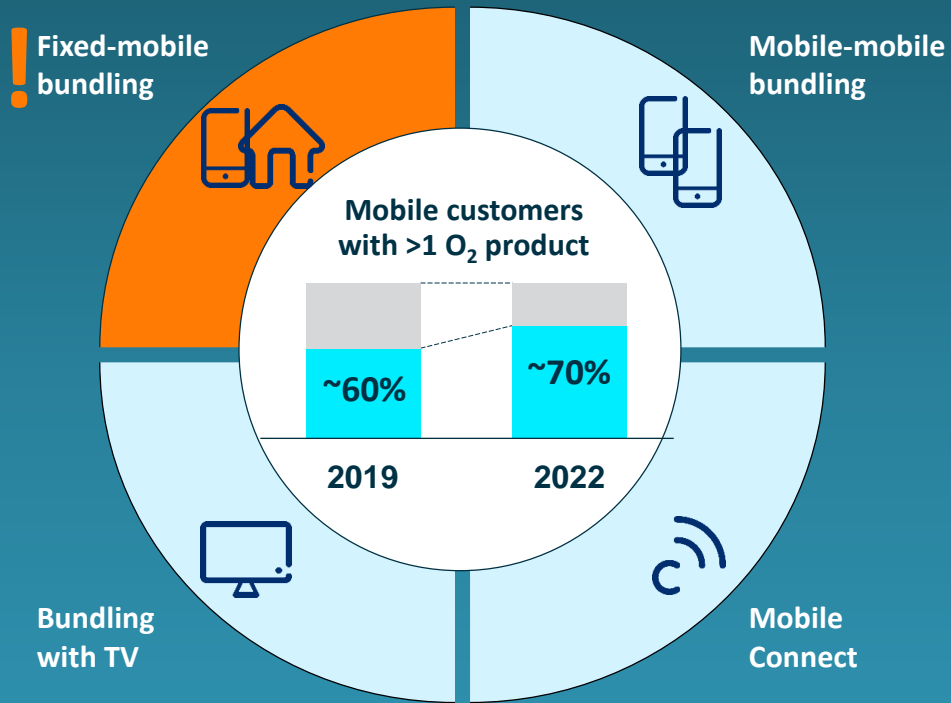 !
Fixed-mobile
bundling
Mobile-mobile
bundling
Mobile customers
with >1 O₂ product
~60%
~70%
2019
2022
Bundling
with TV
Mobile
Connect